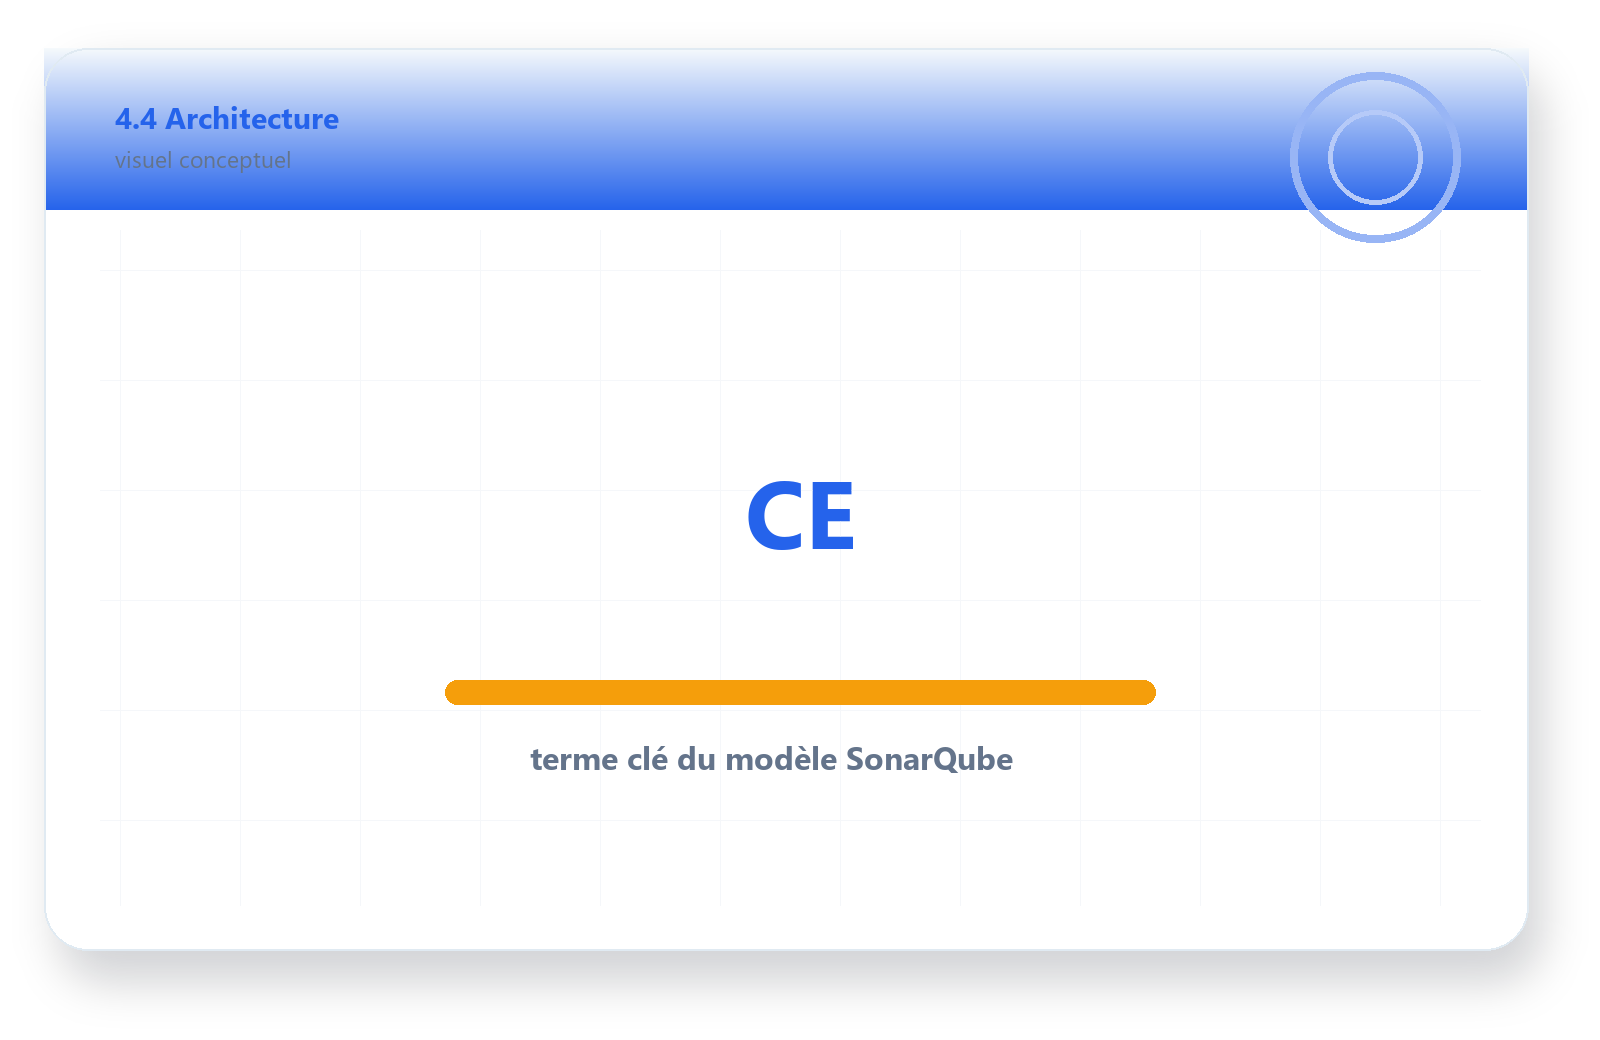 4.4 Architecture
visuel conceptuel
CE
terme clé du modèle SonarQube